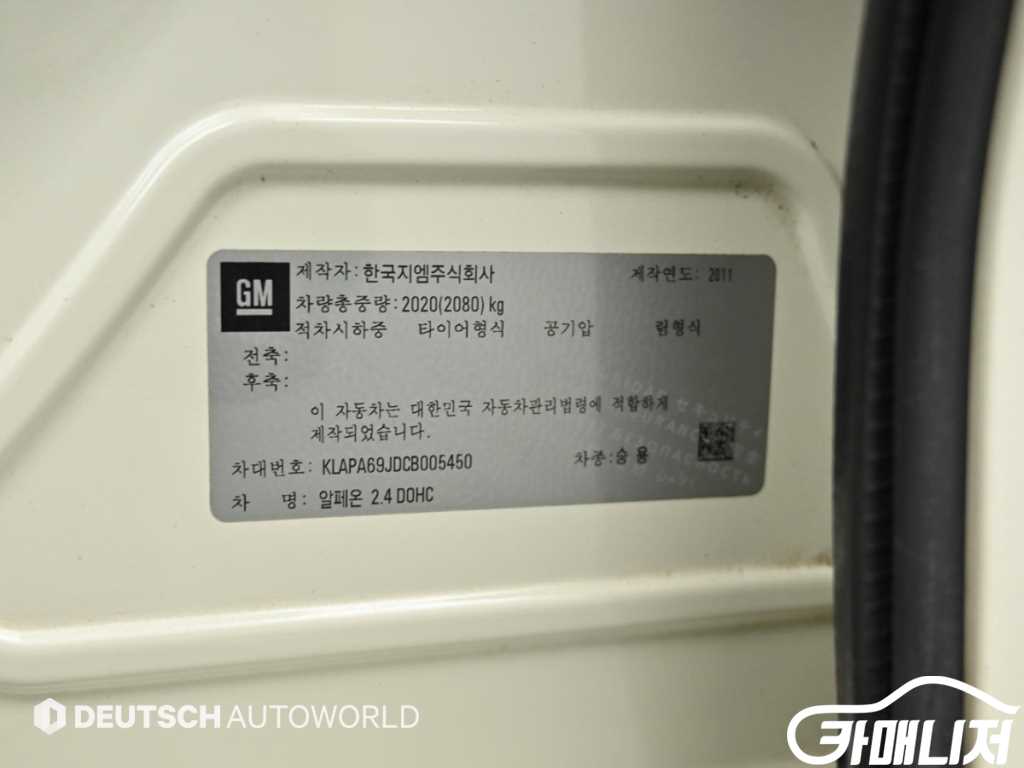 GM
제작자: 한국지엠주식회사 제작연도: 2011
차량총중량: 2020(2080) kg
적차시하중 타이어형식 공기압 림형식
전축:
후축:
이 자동차는 대한민국 자동차관리법령에 적합하게
제작되었습니다.
차대번호: KLAPA69JDCB005450 차종: 승용
차 명: 알페온 2.4 DOHC
DEUTSCH AUTOWORLD
카매니저